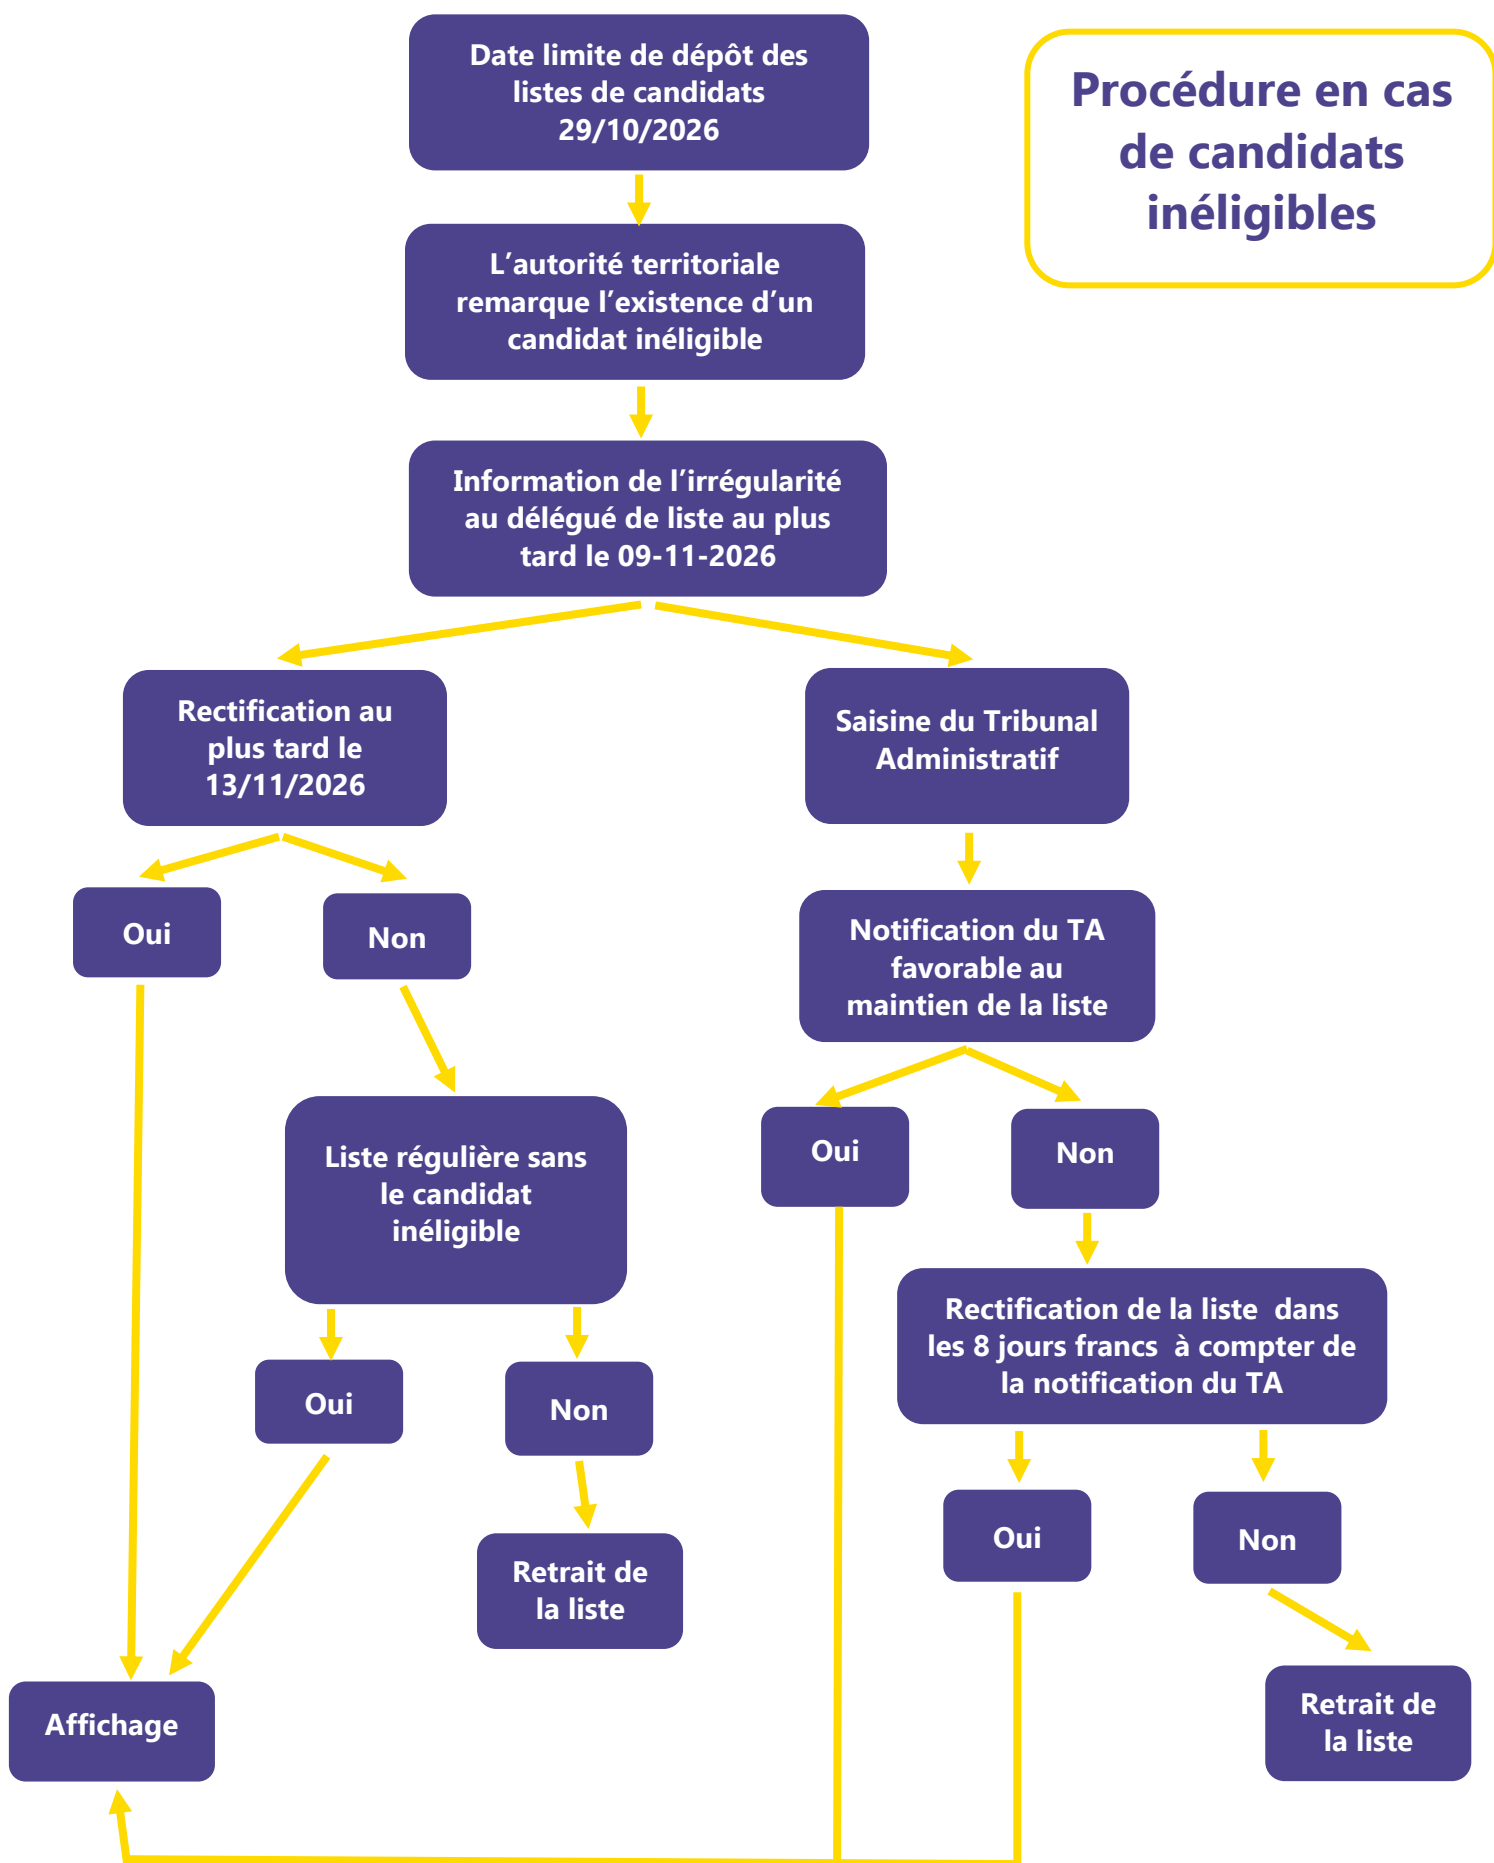 Date limite de dépôt des
listes de candidats
29/10/2026
Procédure en cas
de candidats
inéligibles
L’autorité territoriale
remarque l’existence d’un
candidat inéligible
Information de l’irrégularité
au délégué de liste au plus
tard le 09-11-2026
Rectification au
plus tard le
13/11/2026
Saisine du Tribunal
Administratif
Oui
Non
Notification du TA
favorable au
maintien de la liste
Liste régulière sans
le candidat
inéligible
Oui
Non
Rectification de la liste  dans
les 8 jours francs  à compter de
la notification du TA
Oui
Non
Oui
Non
Retrait de
la liste
Retrait de
la liste
Affichage